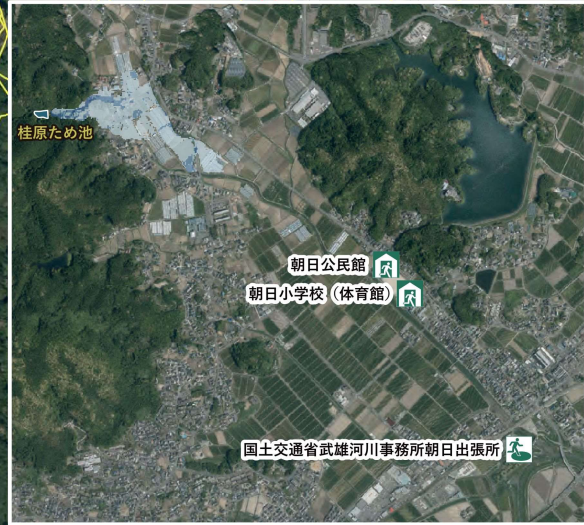 桂原ため池
朝日公民館
朝日小学校（体育館）
国土交通省武雄河川事務所朝日出張所